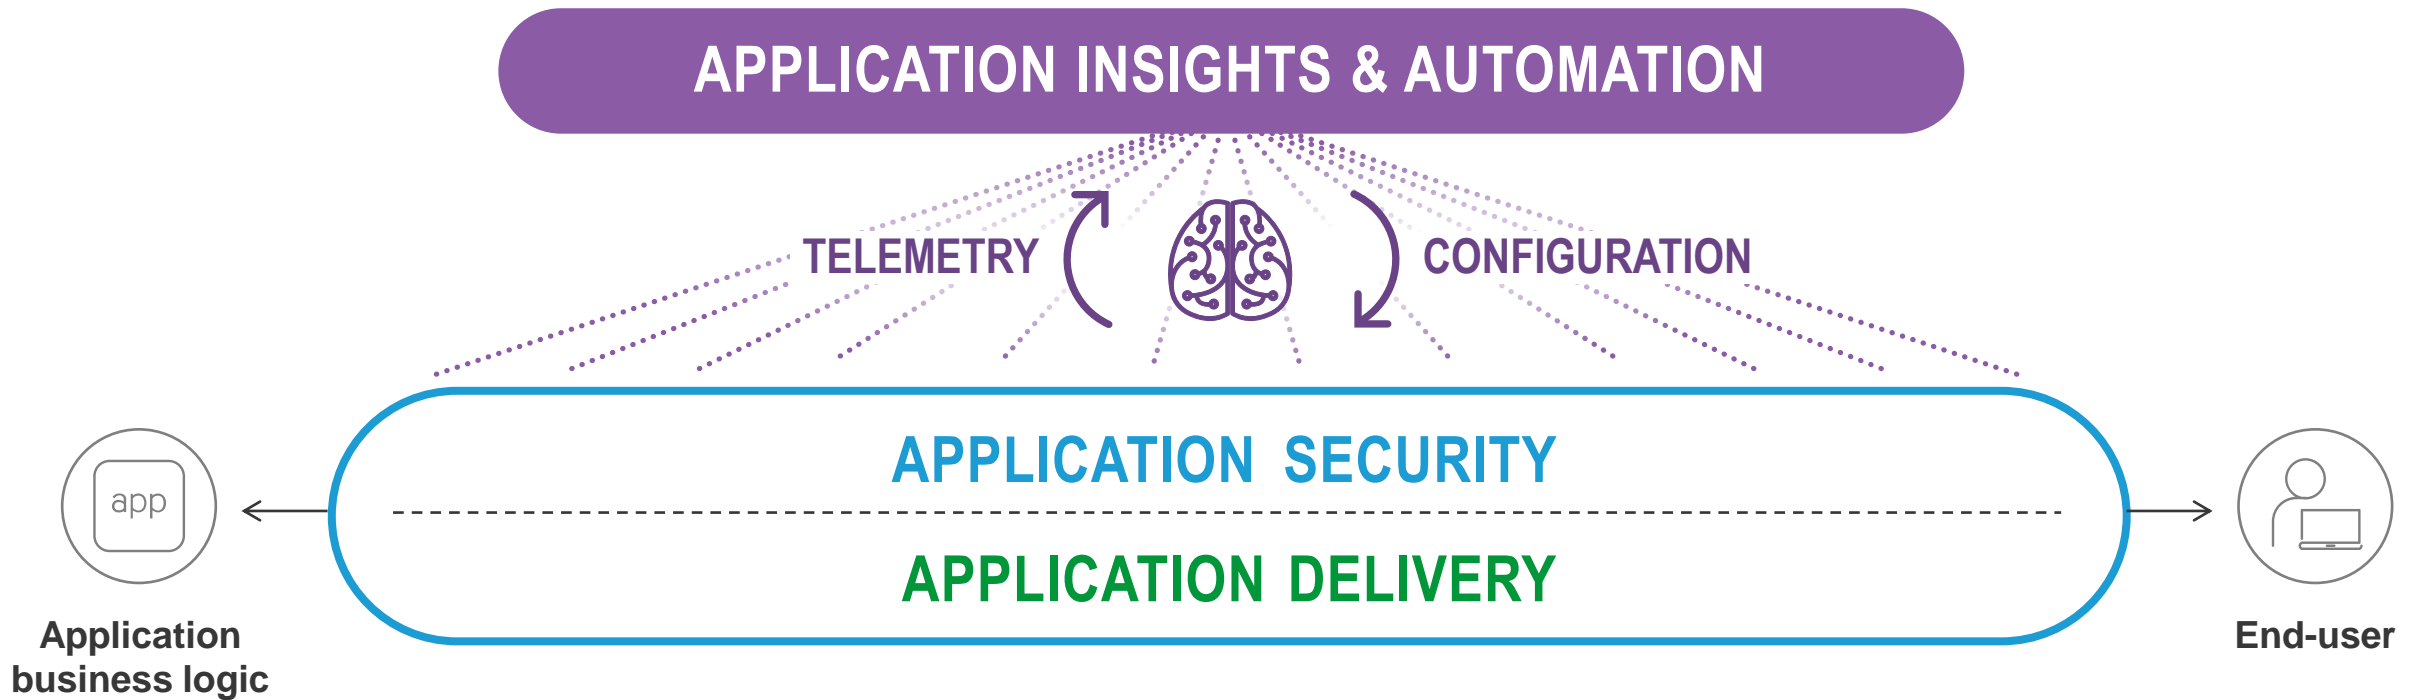 APPLICATION INSIGHTS & AUTOMATION
TELEMETRY
CONFIGURATION
APPLICATION SECURITY
app
APPLICATION DELIVERY
Application
business logic
End-user